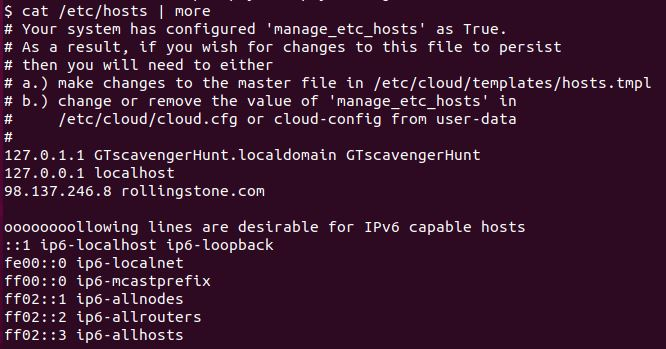 $ cat /etc/hosts | more
# Your system has configured 'manage_etc_hosts' as True.
# As a result, if you wish for changes to this file to persist
# then you will need to either
# a.) make changes to the master file in /etc/cloud/templates/hosts.tmpl
# b.) change or remove the value of 'manage_etc_hosts' in
#     /etc/cloud/cloud.cfg or cloud-config from user-data
#
127.0.1.1 GTscavengerHunt.localdomain GTscavengerHunt
127.0.0.1 localhost
98.137.246.8 rollingstone.com

oooooooollowing lines are desirable for IPv6 capable hosts
::1 ip6-localhost ip6-loopback
fe00::0 ip6-localnet
ff00::0 ip6-mcastprefix
ff02::1 ip6-allnodes
ff02::2 ip6-allrouters
ff02::3 ip6-allhosts